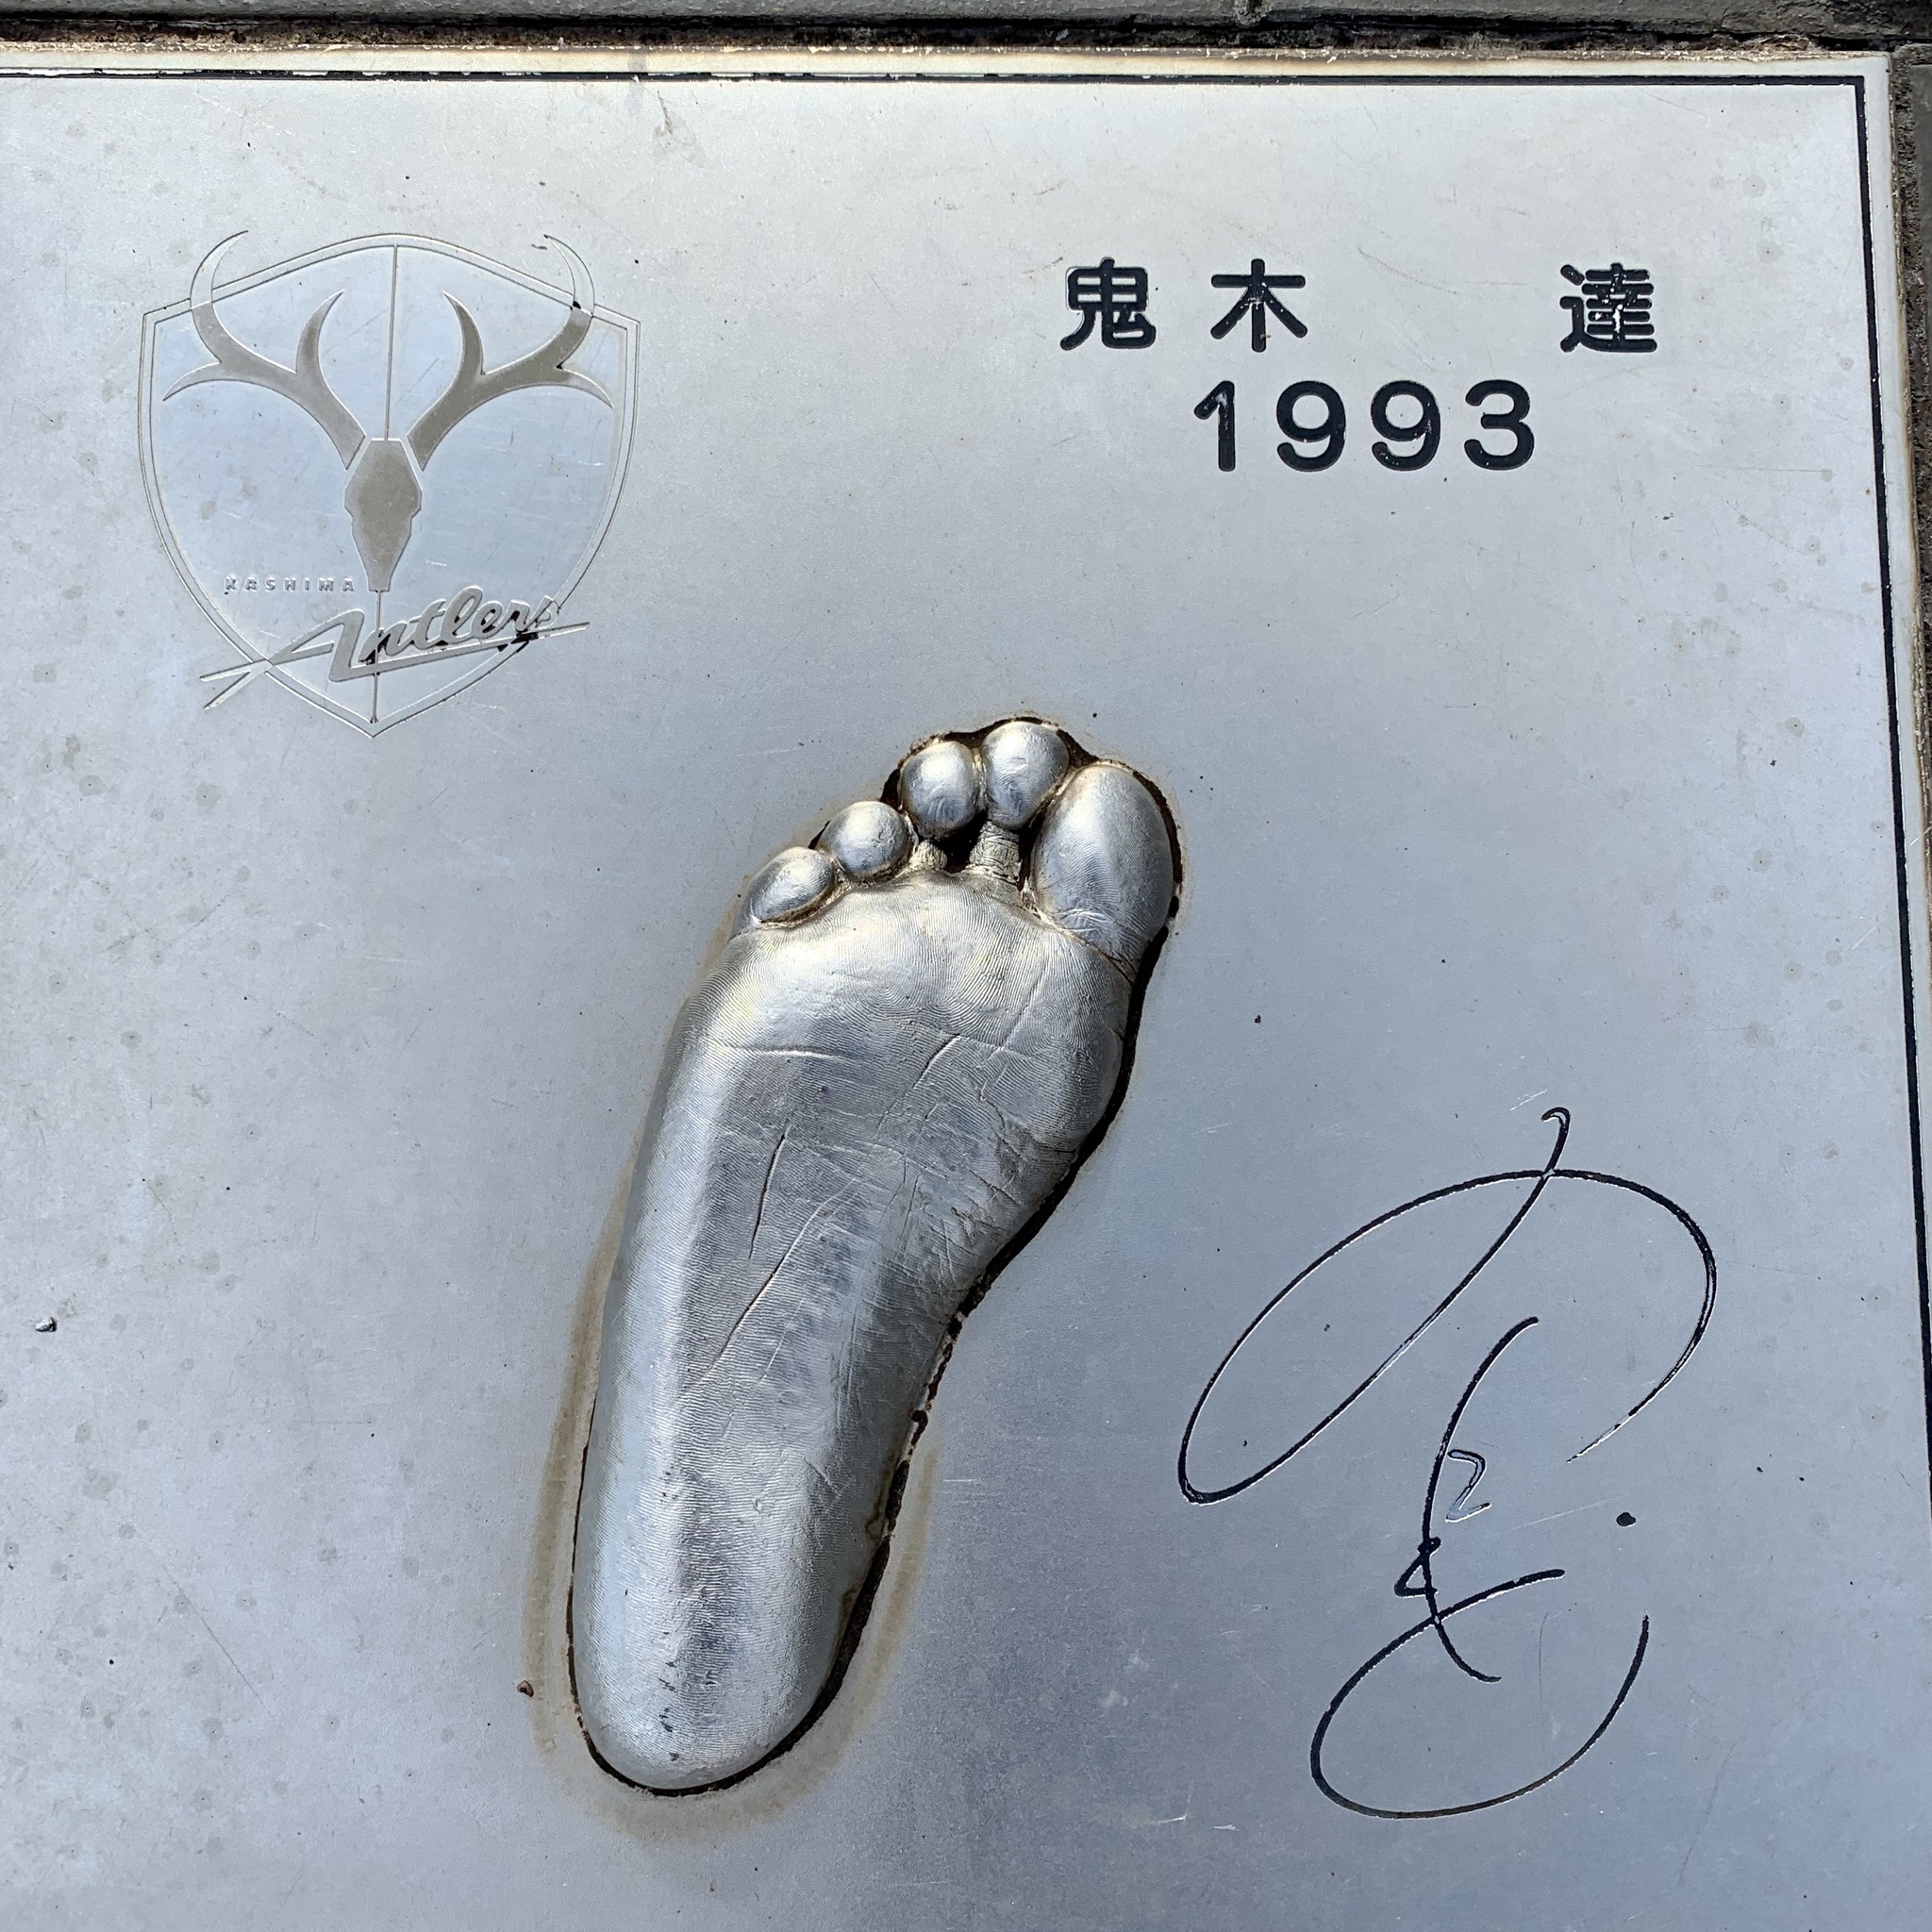 鬼木 達
1993
KASHIMA
Antlers